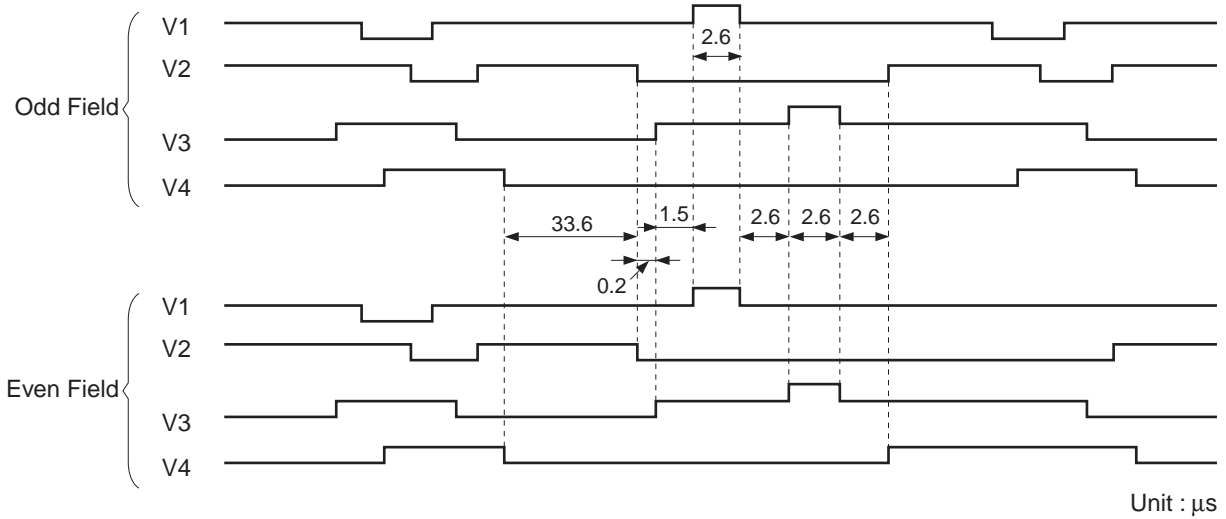 V1
2.6
V2
Odd Field
V3
V4
1.5
33.6
2.6 2.6 2.6
0.2
V1
V2
Even Field
V3
V4
Unit : μs